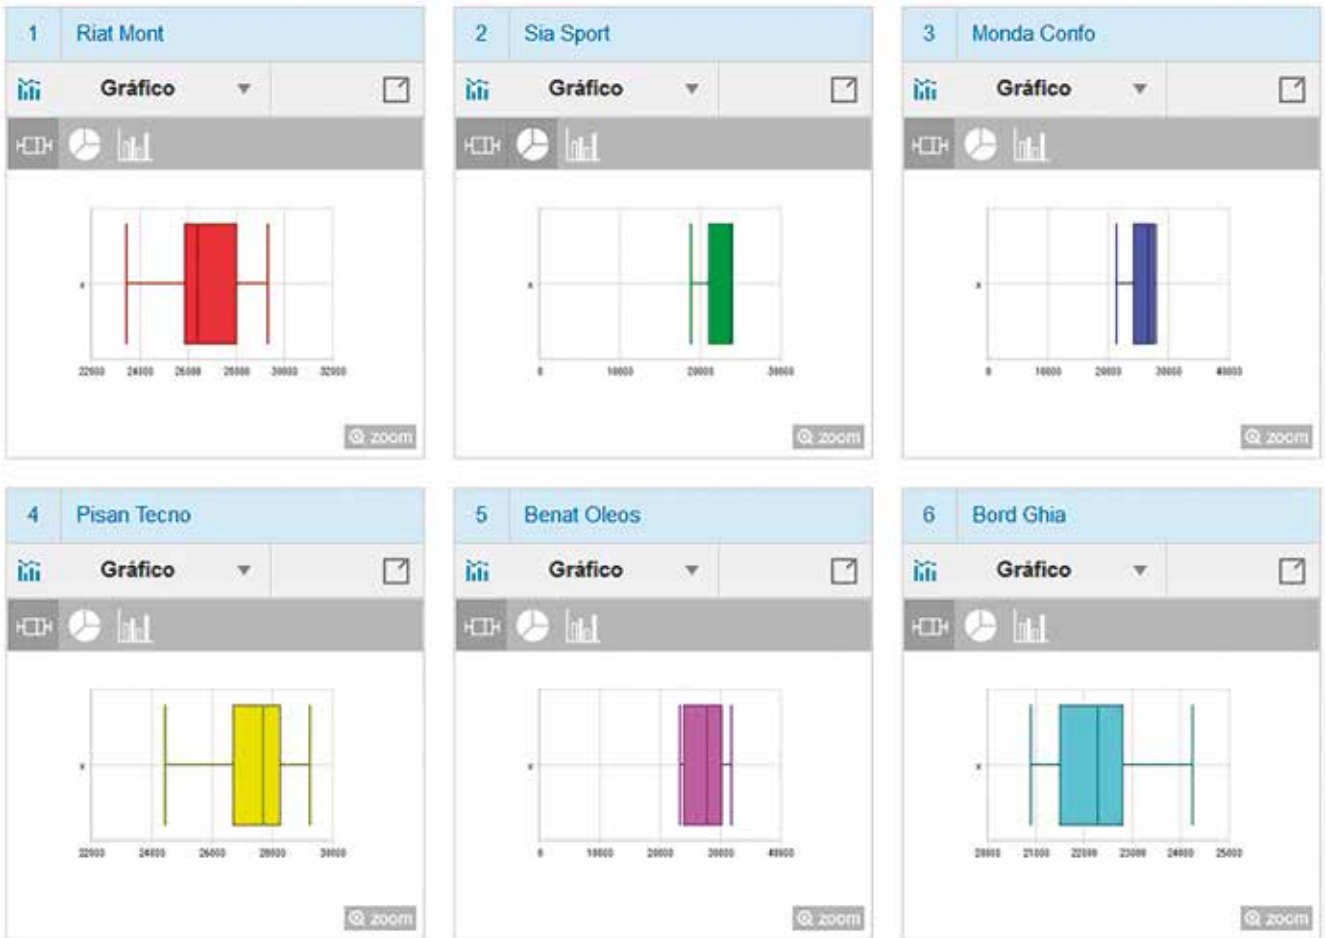 1 Riat Mont
Gráfico
x
22000 24000 26000 28000 30000 32000
zoom
2 Sia Sport
Gráfico
x
0 10000 20000 30000
zoom
3 Monda Confo
Gráfico
x
0 10000 20000 30000 40000
zoom
4 Pisan Tecno
Gráfico
x
22000 24000 26000 28000 30000
zoom
5 Benat Oleos
Gráfico
x
0 10000 20000 30000 40000
zoom
6 Bord Ghia
Gráfico
x
20000 21000 22000 23000 24000 25000
zoom